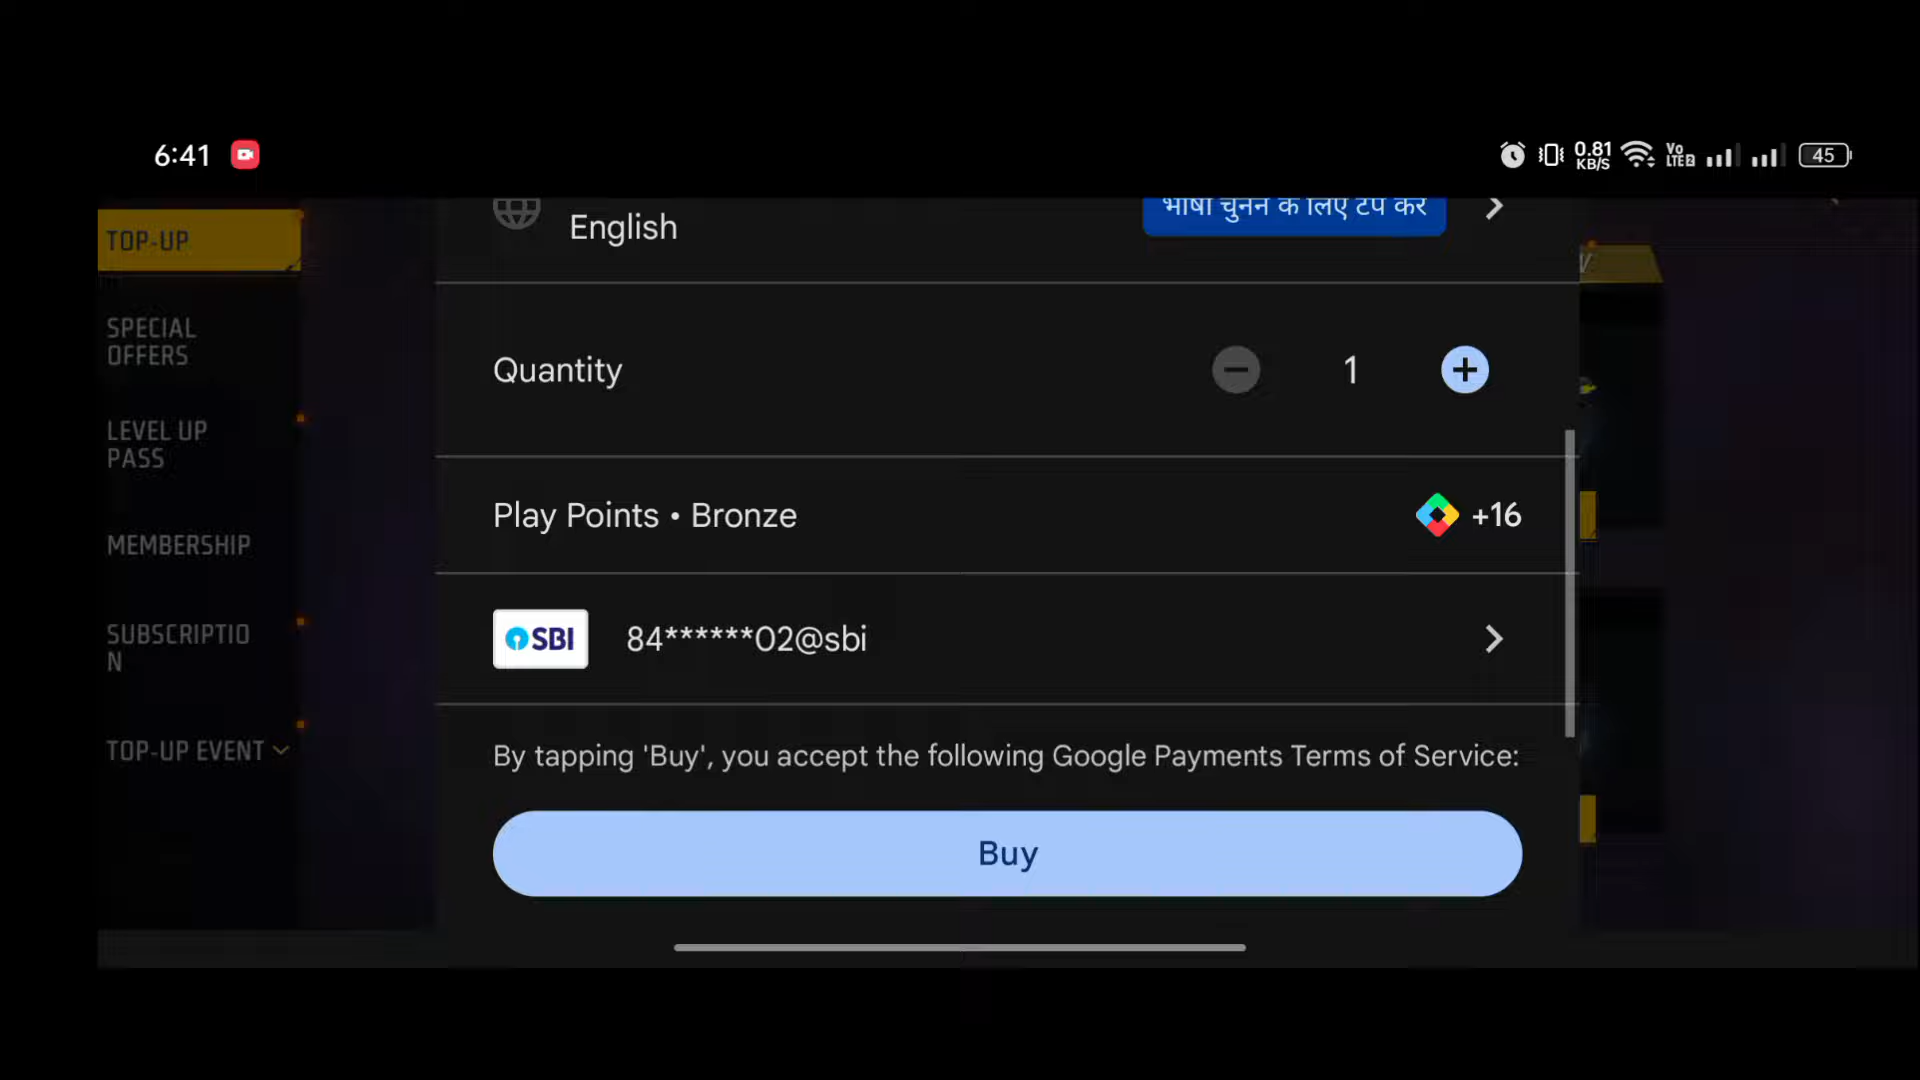 6:41
0.81
KB/S
Vo
LTE 2
45
TOP-UP
English
भाषा चुनने के लिए टैप करें
SPECIAL
OFFERS
Quantity
1
LEVEL UP
PASS
Play Points • Bronze
+16
MEMBERSHIP
SBI
84******02@sbi
SUBSCRIPTIO
N
TOP-UP EVENT
By tapping 'Buy', you accept the following Google Payments Terms of Service:
Buy